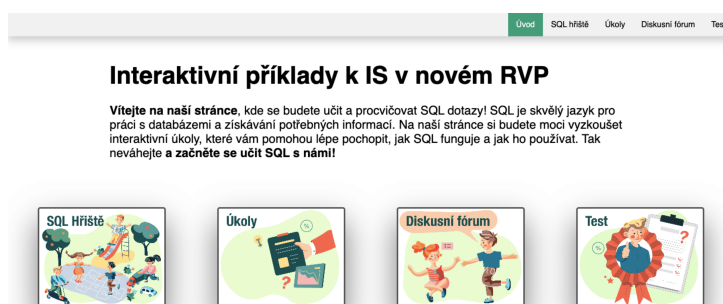 Úvod SQL hřiště Úkoly Diskusní fórum
Interaktivní příklady k IS v novém RVP
Vítejte na naší stránce, kde se budete učit a procvičovat SQL dotazy! SQL je skvělý jazyk pro
práci s databázemi a získávání potřebných informací. Na naší stránce si budete moci vyzkoušet
interaktivní úkoly, které vám pomohou lépe pochopit, jak SQL funguje a jak ho používat. Tak
neváhejte a začněte se učit SQL s námi!
SQL Hřiště Úkoly Diskusní fórum Test